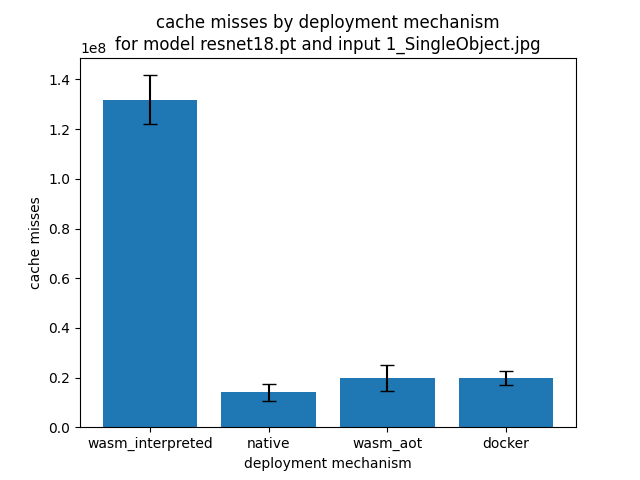 cache misses by deployment mechanism
for model resnet18.pt and input 1_SingleObject.jpg
1e8
1.4
1.2
1.0
0.8
0.6
0.4
0.2
0.0
cache misses
wasm_interpreted native wasm_aot docker
deployment mechanism